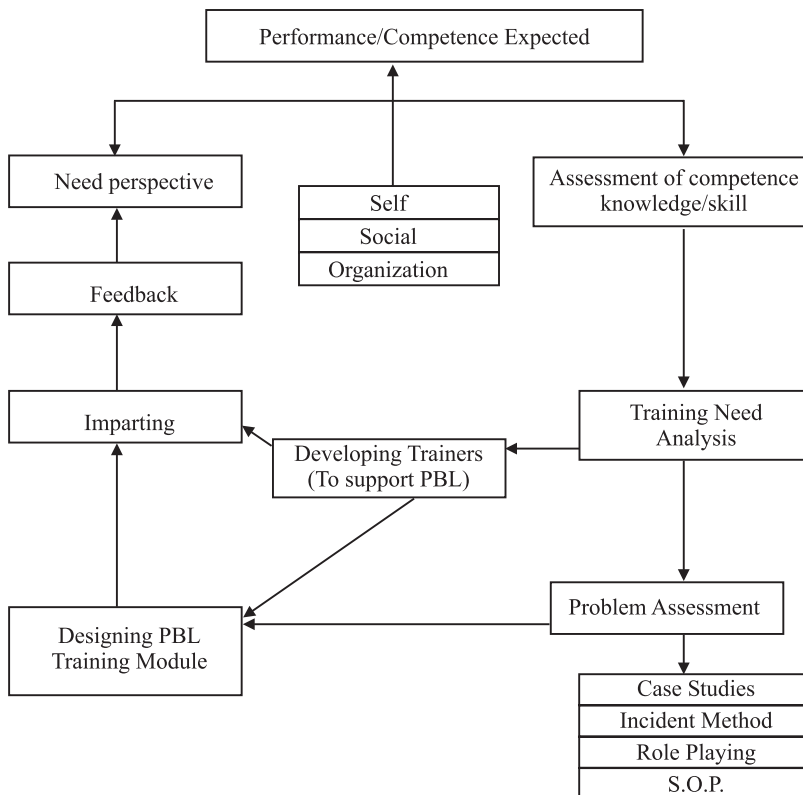 Performance/Competence Expected
Need perspective
Assessment of competence
knowledge/skill
Self
Social
Organization
Feedback
Imparting
Developing Trainers
(To support PBL)
Training Need
Analysis
Designing PBL
Training Module
Problem Assessment
Case Studies
Incident Method
Role Playing
S.O.P.